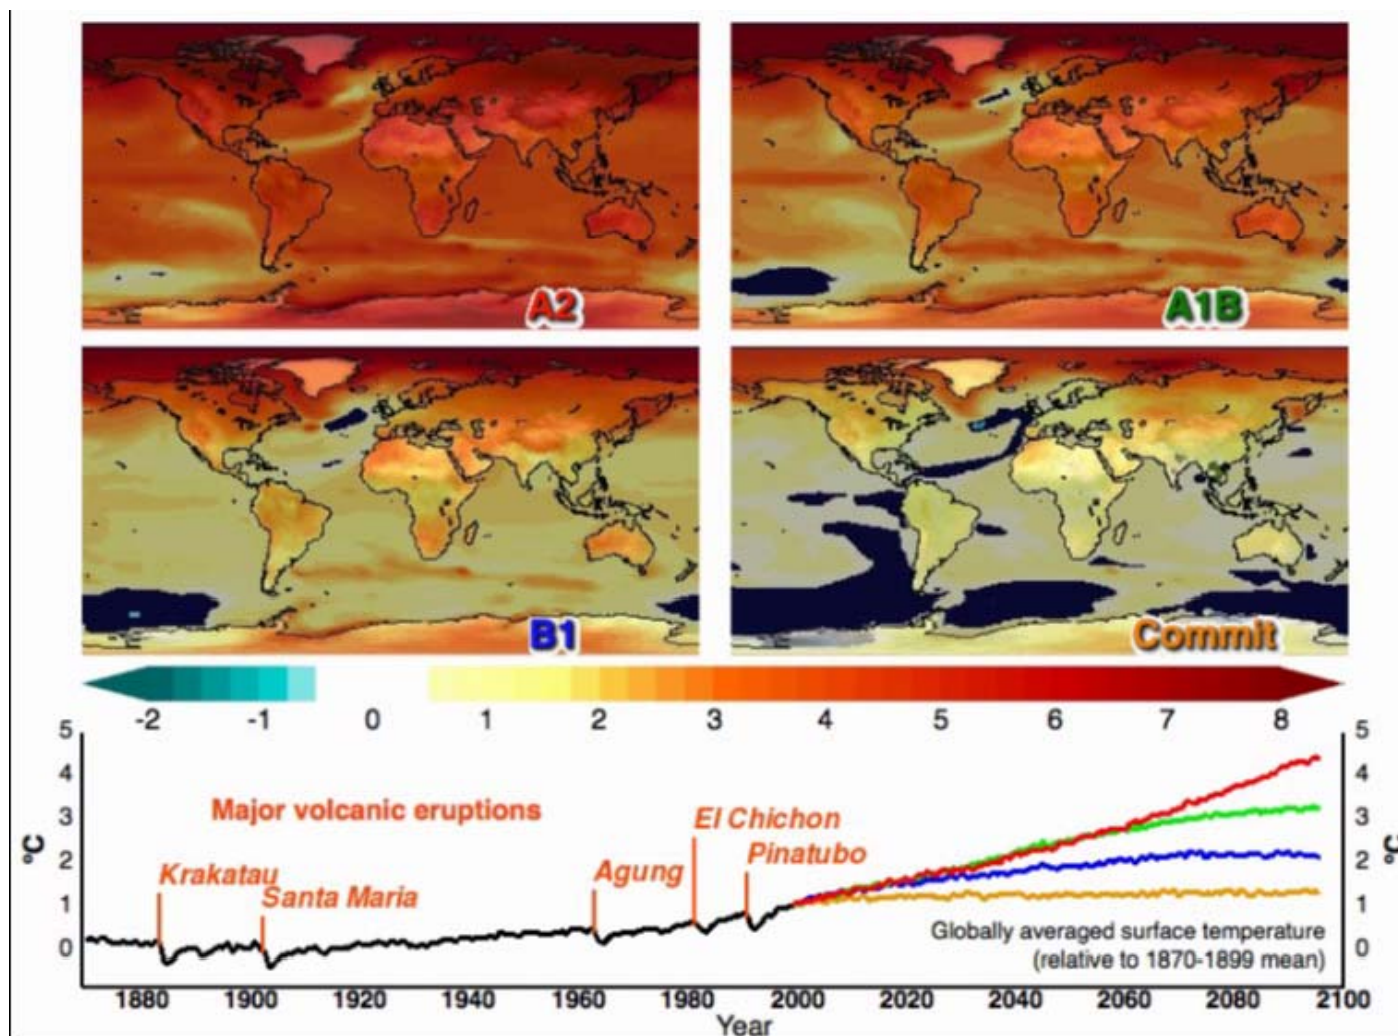 A2
A1B
B1
Commit
-2 -1 0 1 2 3 4 5 6 7 8
5
4
3
2
1
0
°C
Major volcanic eruptions
Krakatau
Santa Maria
Agung
El Chichon
Pinatubo
Globally averaged surface temperature
(relative to 1870-1899 mean)
5
4
3
2
1
0
°C
1880 1900 1920 1940 1960 1980 2000 2020 2040 2060 2080 2100
Year